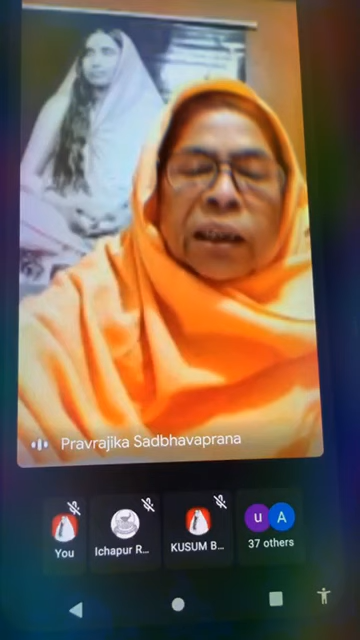 Pravrajika Sadbhavaprana
You
Ichapur R...
KUSUM B...
u
A
37 others